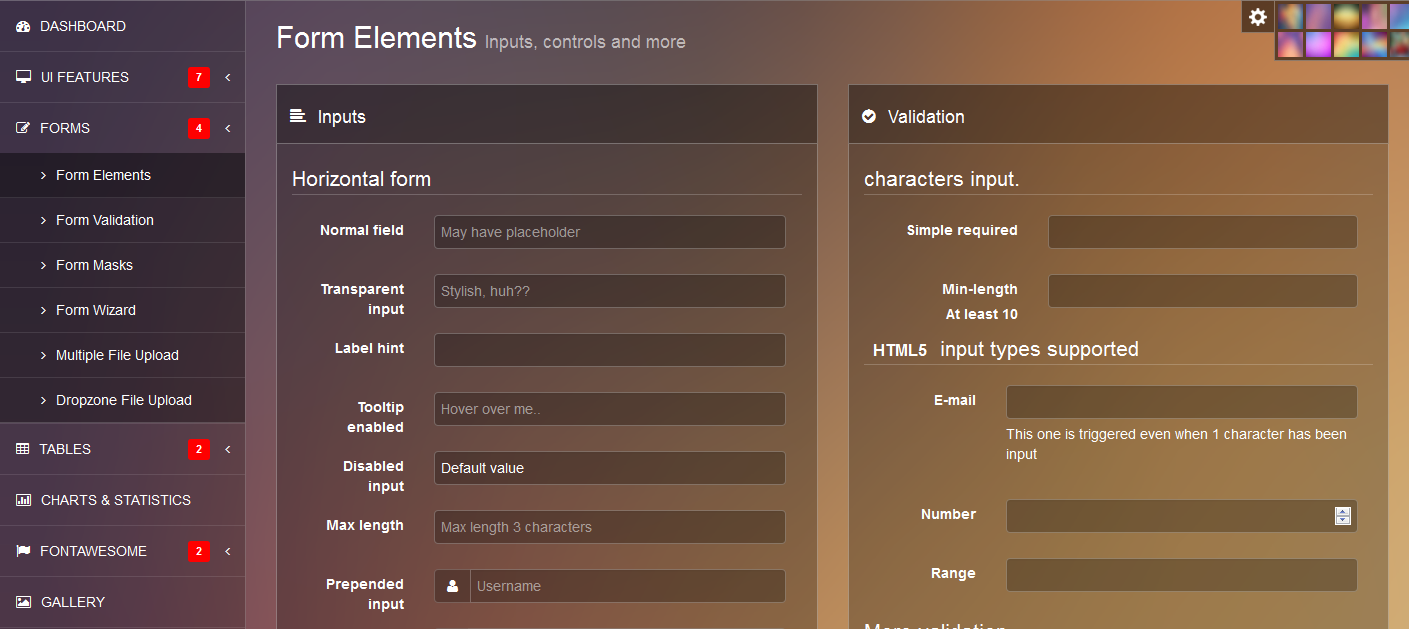 DASHBOARD
UI FEATURES 7
FORMS 4
Form Elements
Form Validation
Form Masks
Form Wizard
Multiple File Upload
Dropzone File Upload
TABLES 2
CHARTS & STATISTICS
FONTAWESOME 2
GALLERY
Form Elements Inputs, controls and more
Inputs
Horizontal form
Normal field May have placeholder
Transparent Stylish, huh??
input
Label hint
Tooltip Hover over me..
enabled
Disabled Default value
input
Max length Max length 3 characters
Prepended Username
input
Validation
characters input.
Simple required
Min-length
At least 10
HTML5 input types supported
E-mail
This one is triggered even when 1 character has been
input
Number
Range
More validation